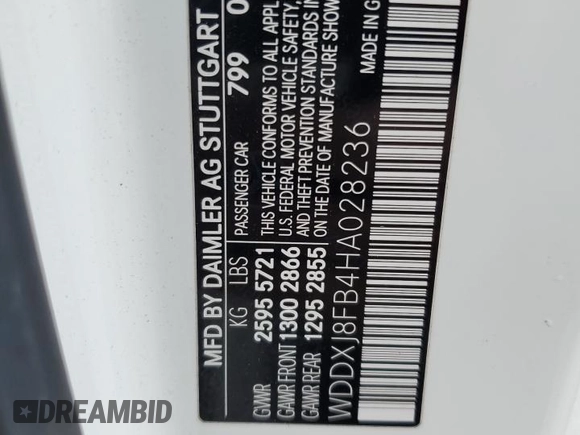 MFD BY DAIMLER AG STUTTGART
KG LBS PASSENGER CAR 799
GVWR 2595 5721 THIS VEHICLE CONFORMS TO ALL
GAWR FRONT 1300 2866 U.S. FEDERAL MOTOR VEHICLE SAFETY,
GAWR REAR 1295 2855 AND THEFT PREVENTION STANDARDS IN
ON THE DATE OF MANUFACTURE SHOW
WDDXJ8FB4HA028236 MADE IN G
DREAMBID